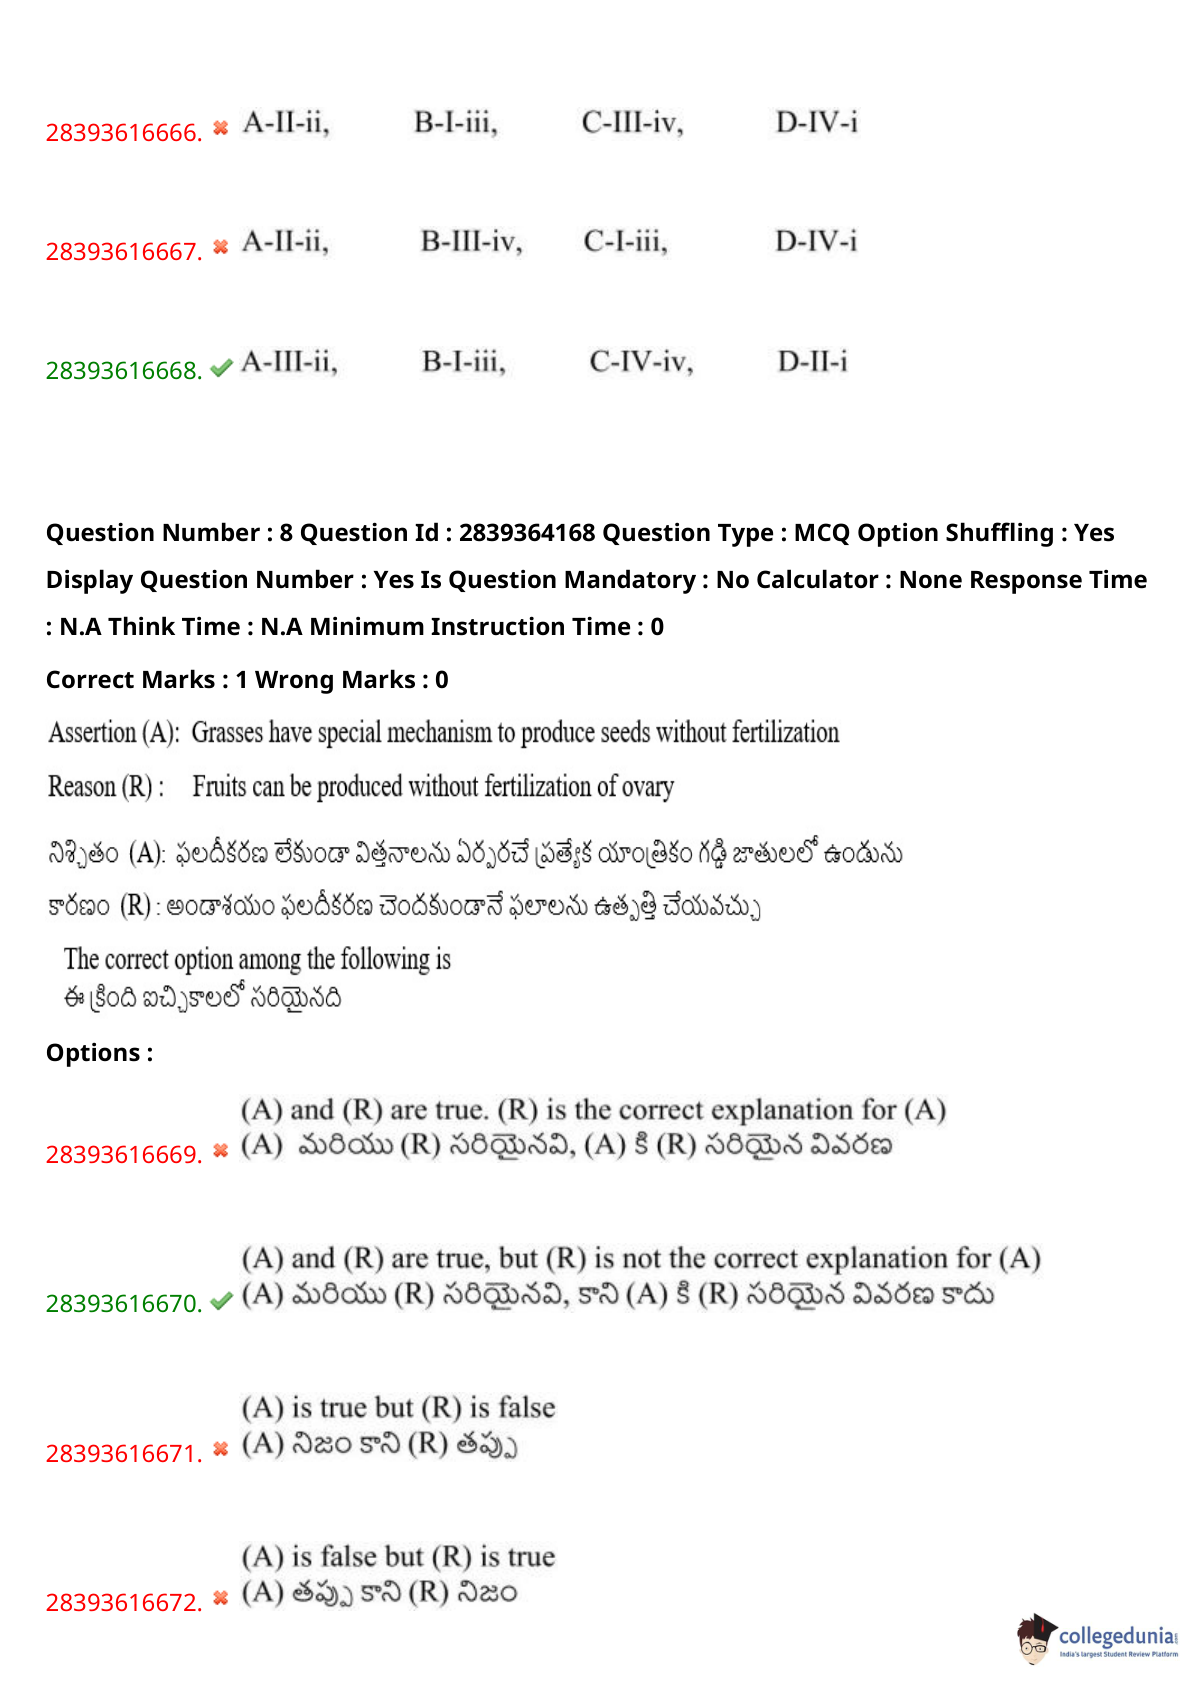 28393616666. A-II-ii, B-I-iii, C-III-iv, D-IV-i
28393616667. A-II-ii, B-III-iv, C-I-iii, D-IV-i
28393616668. A-III-ii, B-I-iii, C-IV-iv, D-II-i
Question Number : 8 Question Id : 2839364168 Question Type : MCQ Option Shuffling : Yes
Display Question Number : Yes Is Question Mandatory : No Calculator : None Response Time
: N.A Think Time : N.A Minimum Instruction Time : 0
Correct Marks : 1 Wrong Marks : 0
Assertion (A): Grasses have special mechanism to produce seeds without fertilization
Reason (R) : Fruits can be produced without fertilization of ovary
నిశ్చితం (A): ఫలదీకరణ లేకుండా విత్తనాలను ఏర్పరచే ప్రత్యేక యాంత్రికం గడ్డి జాతులలో ఉండును
కారణం (R) : అండాశయం ఫలదీకరణ చెందకుండానే ఫలాలను ఉత్పత్తి చేయవచ్చు
The correct option among the following is
ఈ క్రింది ఐచ్చికాలలో సరియైనది
Options :
(A) and (R) are true. (R) is the correct explanation for (A)
28393616669. (A) మరియు (R) సరియైనవి, (A) కి (R) సరియైన వివరణ
(A) and (R) are true, but (R) is not the correct explanation for (A)
28393616670. (A) మరియు (R) సరియైనవి, కాని (A) కి (R) సరియైన వివరణ కాదు
(A) is true but (R) is false
28393616671. (A) నిజం కాని (R) తప్పు
(A) is false but (R) is true
28393616672. (A) తప్పు కాని (R) నిజం
collegedunia
India's largest Student Review Platform